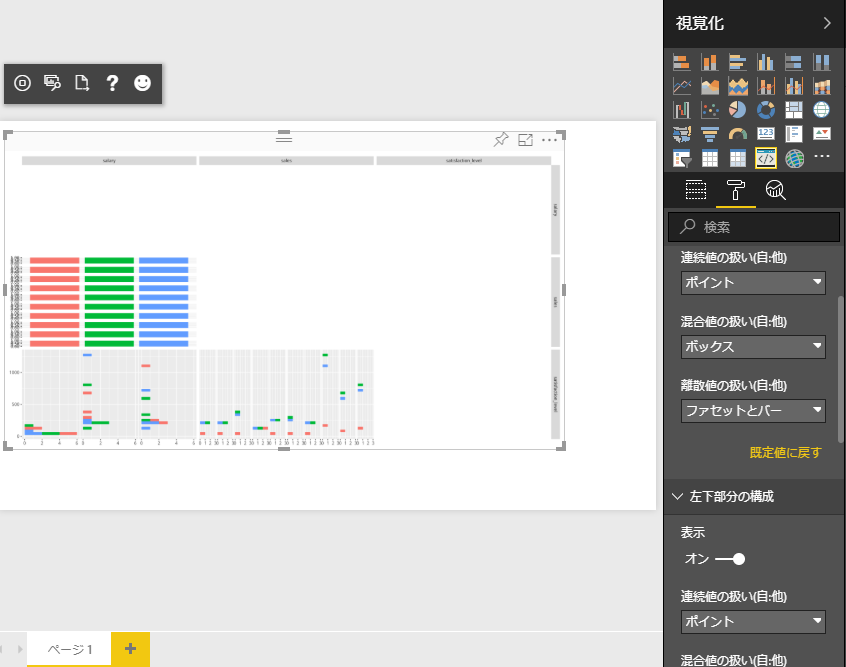 視覚化
salary
sales
satisfaction_level
salary
sales
satisfaction_level
1000
500
0
検索
連続値の扱い(自:他)
ポイント
混合値の扱い(自:他)
ボックス
離散値の扱い(自:他)
ファセットとバー
既定値に戻す
左下部分の構成
表示
オン
連続値の扱い(自:他)
ポイント
混合値の扱い(自:他)
ページ 1